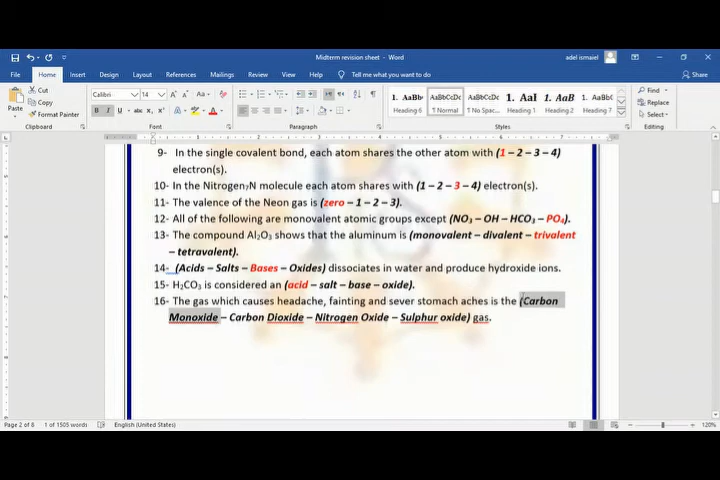 Midterm revision sheet - Word
adel ismaiel
File Home Insert Design Layout References Mailings Review View Help Tell me what you want to do
Share
Paste
Cut
Copy
Format Painter
Calibri 14
AaBbCcDc AaBbCcDc
Heading 6 ¶ Normal ¶ No Spac... Heading 1 Heading 2 Heading 7
Find
Replace
Select
Clipboard Font Paragraph Styles Editing
9- In the single covalent bond, each atom shares the other atom with (1 – 2 – 3 – 4)
electron(s).
10- In the Nitrogen₇N molecule each atom shares with (1 – 2 – 3 – 4) electron(s).
11- The valence of the Neon gas is (zero – 1 – 2 – 3).
12- All of the following are monovalent atomic groups except (NO₃ – OH – HCO₃ – PO₄).
13- The compound Al₂O₃ shows that the aluminum is (monovalent – divalent – trivalent
– tetravalent).
14- (Acids – Salts – Bases – Oxides) dissociates in water and produce hydroxide ions.
15- H₂CO₃ is considered an (acid – salt – base – oxide).
16- The gas which causes headache, fainting and sever stomach aches is the (Carbon
Monoxide – Carbon Dioxide – Nitrogen Oxide – Sulphur oxide) gas.
Page 2 of 8 1 of 1505 words English (United States) 120%